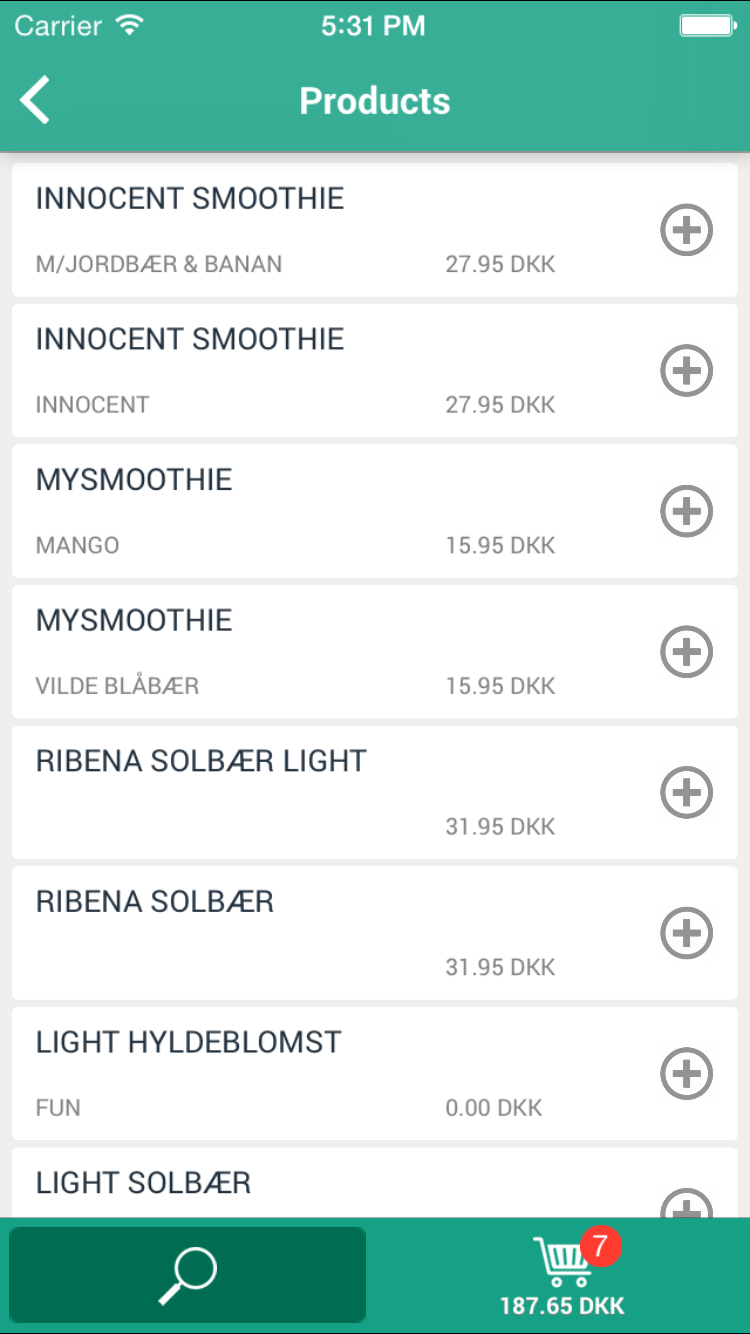 Carrier 5:31 PM
Products
INNOCENT SMOOTHIE
M/JORDBÆR & BANAN 27.95 DKK
INNOCENT SMOOTHIE
INNOCENT 27.95 DKK
MYSMOOTHIE
MANGO 15.95 DKK
MYSMOOTHIE
VILDE BLÅBÆR 15.95 DKK
RIBENA SOLBÆR LIGHT
31.95 DKK
RIBENA SOLBÆR
31.95 DKK
LIGHT HYLDEBLOMST
FUN 0.00 DKK
LIGHT SOLBÆR
7
187.65 DKK